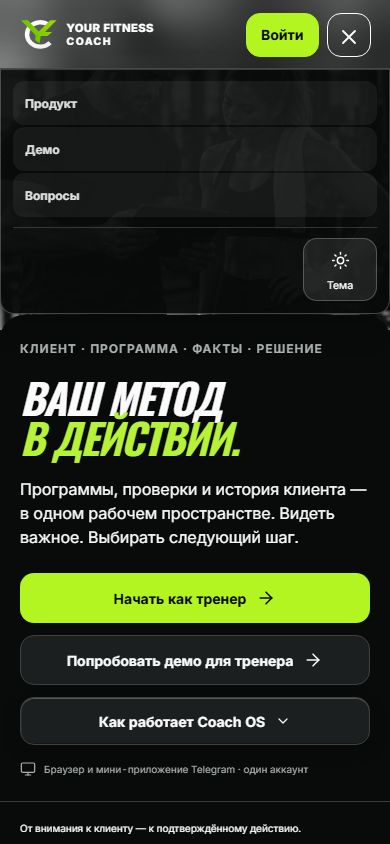 YOUR FITNESS
COACH
Войти
Продукт
Демо
Вопросы
Тема
КЛИЕНТ · ПРОГРАММА · ФАКТЫ · РЕШЕНИЕ
ВАШ МЕТОД
В ДЕЙСТВИИ.
Программы, проверки и история клиента —
в одном рабочем пространстве. Видеть
важное. Выбирать следующий шаг.
Начать как тренер
Попробовать демо для тренера
Как работает Coach OS
Браузер и мини-приложение Telegram · один аккаунт
От внимания к клиенту — к подтверждённому действию.